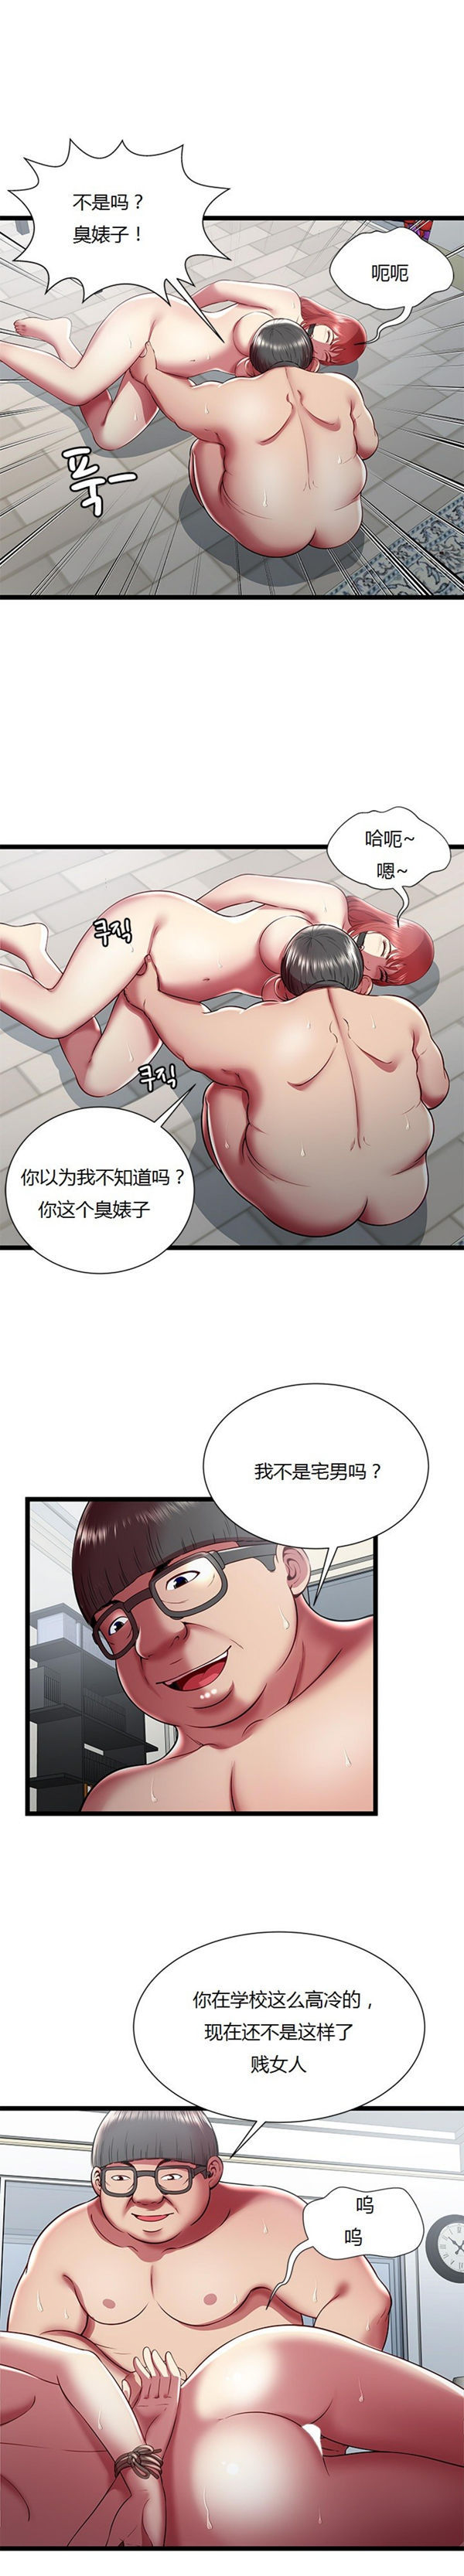 不是吗？
臭婊子！
呃呃
푹ㅡ
哈呃~
嗯~
쿠직
쿠직
你以为我不知道吗？
你这个臭婊子
我不是宅男吗？
你在学校这么高冷的，
现在还不是这样了
贱女人
呜
呜